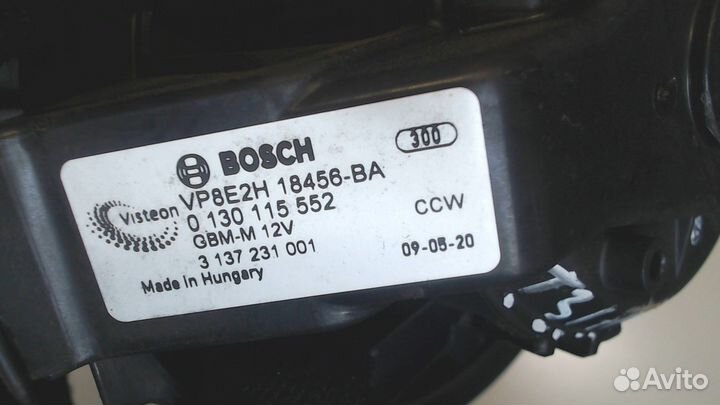 BOSCH
300
Visteon
VP8E2H 18456-BA
0 130 115 552
CCW
GBM-M 12V
3 137 231 001
09-05-20
Made in Hungary
Avito